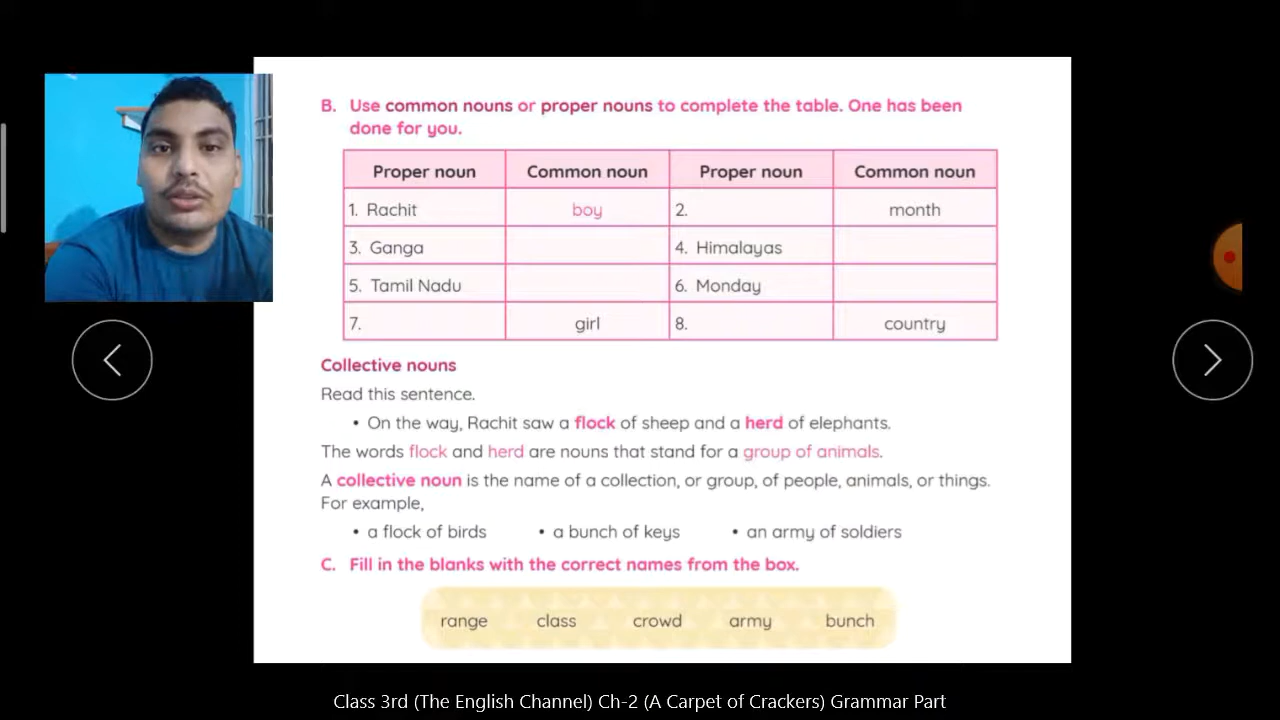 B. Use common nouns or proper nouns to complete the table. One has been
done for you.
Proper noun Common noun Proper noun Common noun
1. Rachit boy 2. month
3. Ganga 4. Himalayas
5. Tamil Nadu 6. Monday
7. girl 8. country
Collective nouns
Read this sentence.
• On the way, Rachit saw a flock of sheep and a herd of elephants.
The words flock and herd are nouns that stand for a group of animals.
A collective noun is the name of a collection, or group, of people, animals, or things.
For example,
• a flock of birds • a bunch of keys • an army of soldiers
C. Fill in the blanks with the correct names from the box.
range class crowd army bunch
Class 3rd (The English Channel) Ch-2 (A Carpet of Crackers) Grammar Part